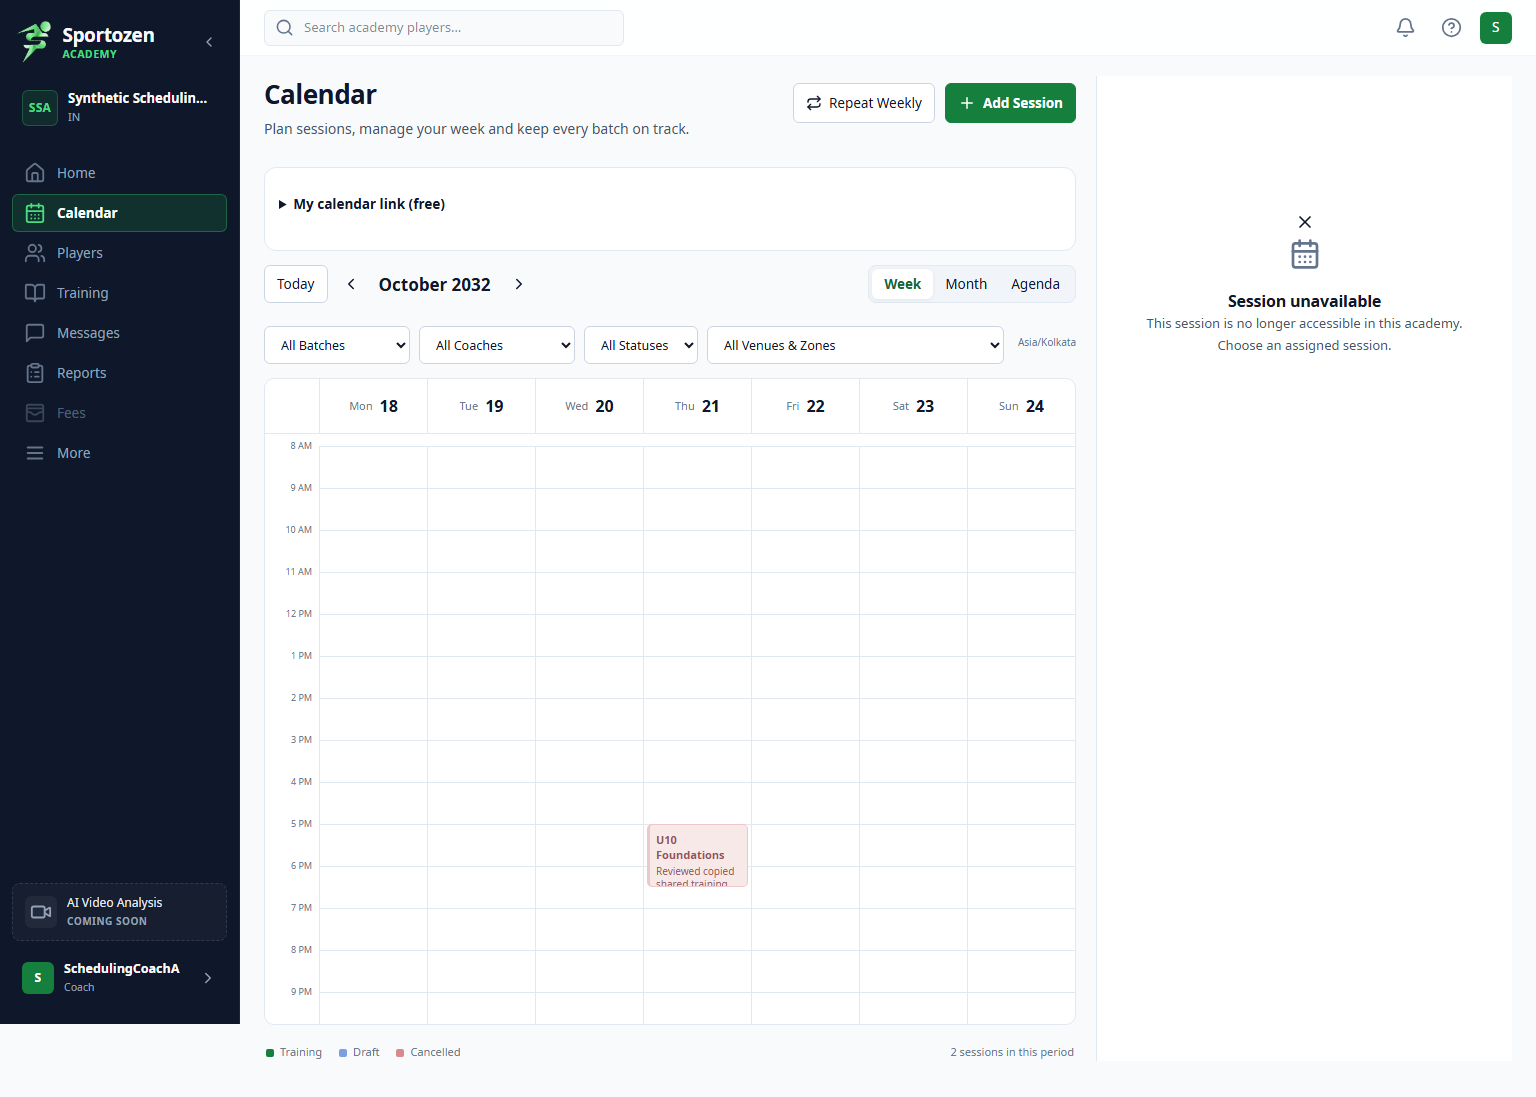 Sportozen
ACADEMY
SSA
Synthetic Schedulin...
IN
Home
Calendar
Players
Training
Messages
Reports
Fees
More
AI Video Analysis
COMING SOON
S
SchedulingCoachA
Coach
Search academy players...
S
Calendar
Plan sessions, manage your week and keep every batch on track.
Repeat Weekly
Add Session
My calendar link (free)
Today
October 2032
Week
Month
Agenda
All Batches
All Coaches
All Statuses
All Venues & Zones
Asia/Kolkata
Mon 18
Tue 19
Wed 20
Thu 21
Fri 22
Sat 23
Sun 24
8 AM
9 AM
10 AM
11 AM
12 PM
1 PM
2 PM
3 PM
4 PM
5 PM
6 PM
7 PM
8 PM
9 PM
U10
Foundations
Reviewed copied
shared training
Training
Draft
Cancelled
2 sessions in this period
Session unavailable
This session is no longer accessible in this academy.
Choose an assigned session.